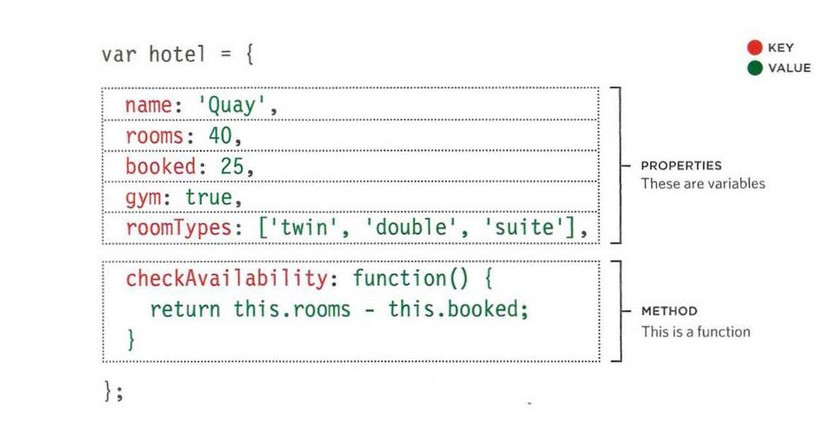 var hotel = {
KEY
VALUE
name: 'Quay',
rooms: 40,
booked: 25,
gym: true,
roomTypes: ['twin', 'double', 'suite'],
PROPERTIES
These are variables
checkAvailability: function() {
return this.rooms - this.booked;
}
METHOD
This is a function
};